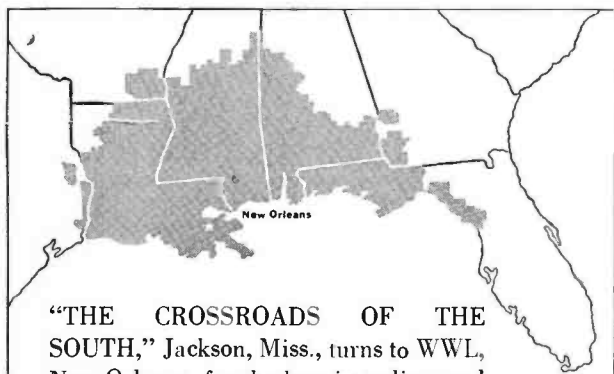 New Orleans
"THE CROSSROADS OF THE
SOUTH," Jackson, Miss., turns to WWL,